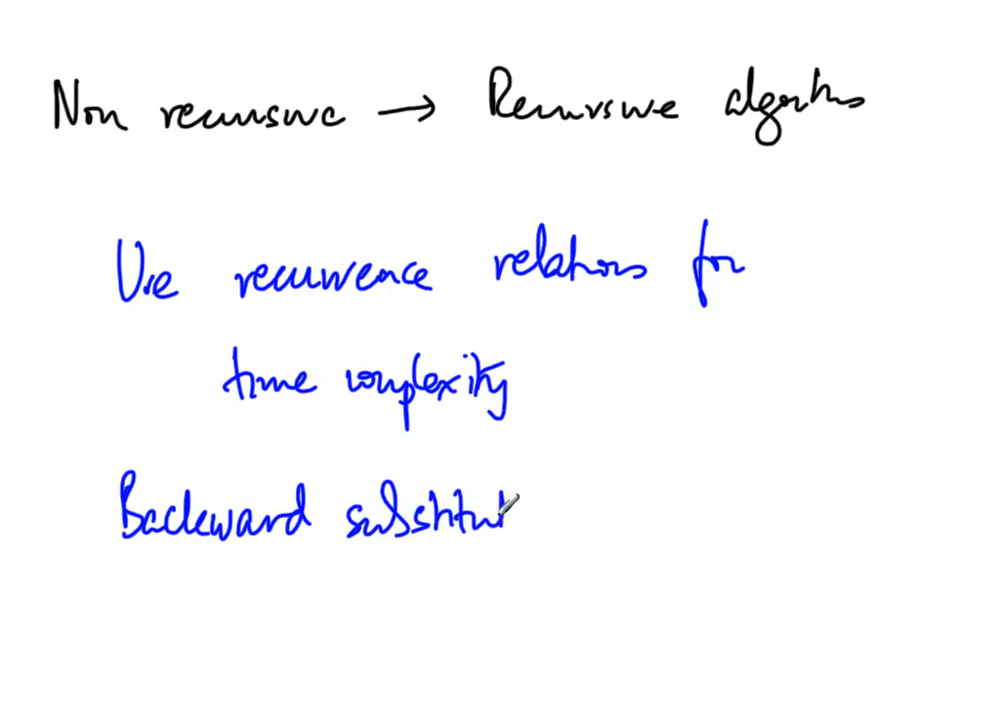 Non recursive → Recursive algorithms
Use recurrence relations for
time complexity
Backward substitut